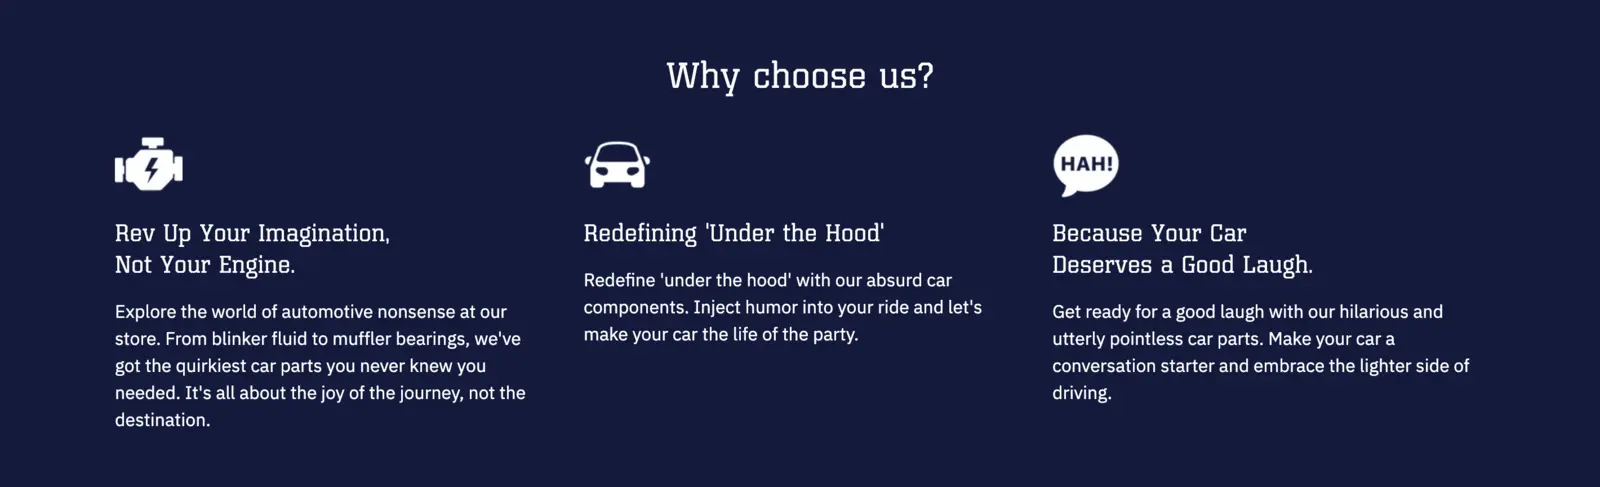 Why choose us?
HAH!
Rev Up Your Imagination,
Not Your Engine.
Explore the world of automotive nonsense at our
store. From blinker fluid to muffler bearings, we've
got the quirkiest car parts you never knew you
needed. It's all about the joy of the journey, not the
destination.
Redefining 'Under the Hood'
Redefine 'under the hood' with our absurd car
components. Inject humor into your ride and let's
make your car the life of the party.
Because Your Car
Deserves a Good Laugh.
Get ready for a good laugh with our hilarious and
utterly pointless car parts. Make your car a
conversation starter and embrace the lighter side of
driving.